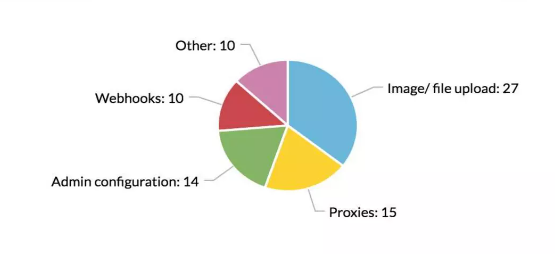 Other: 10
Image/ file upload: 27
Webhooks: 10
Admin configuration: 14
Proxies: 15